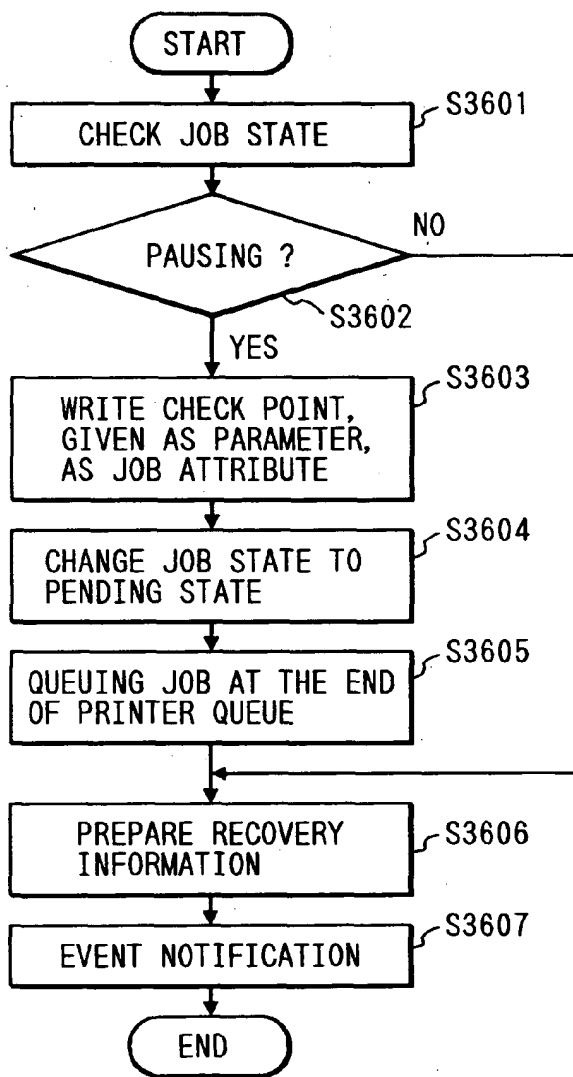 START
CHECK JOB STATE
S3601
PAUSING ?
NO
S3602
YES
S3603
WRITE CHECK POINT,
GIVEN AS PARAMETER,
AS JOB ATTRIBUTE
S3604
CHANGE JOB STATE TO
PENDING STATE
S3605
QUEUING JOB AT THE END
OF PRINTER QUEUE
PREPARE RECOVERY
INFORMATION
S3606
S3607
EVENT NOTIFICATION
END